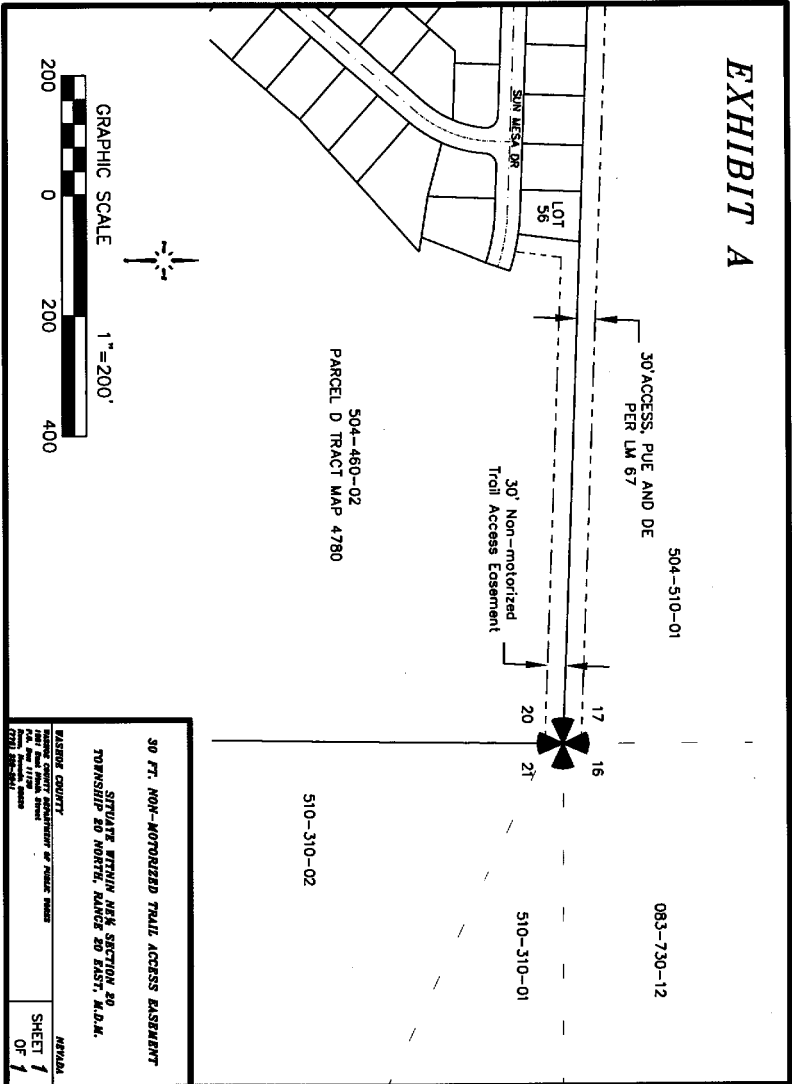 EXHIBIT A
30'ACCESS, PUE AND DE
PER LM 67
504-510-01
083-730-12
SUN MESA DR
LOT
56
30' Non-motorized
Trail Access Easement
17
16
20
21
504-460-02
PARCEL D TRACT MAP 4780
510-310-01
510-310-02
GRAPHIC SCALE
1"=200'
200
0
200
400
30 FT. NON-MOTORIZED TRAIL ACCESS EASEMENT
SITUATE WITHIN NE¼ SECTION 20
TOWNSHIP 20 NORTH, RANGE 20 EAST, M.D.M.
WASHOE COUNTY
NEVADA
WASHOE COUNTY DEPARTMENT OF PUBLIC WORKS
SHEET 1
OF 1